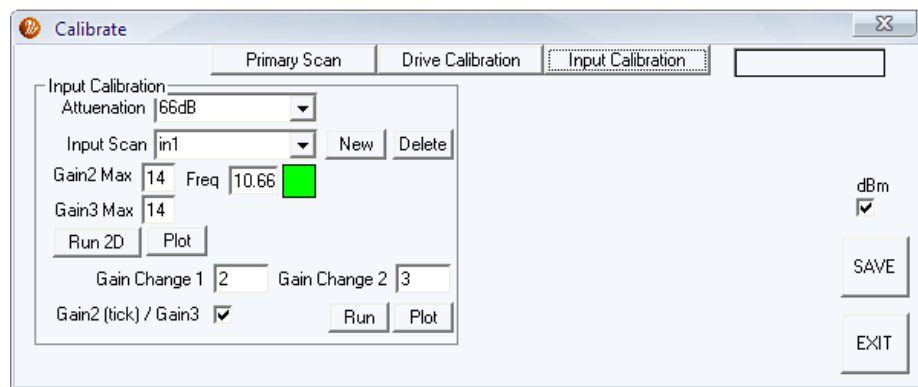 Calibrate
Primary Scan Drive Calibration Input Calibration
Input Calibration
Attuenation 66dB
Input Scan in1 New Delete
Gain2 Max 14 Freq 10.66
dBm
Gain3 Max 14
Run 2D Plot
SAVE
Gain Change 1 2 Gain Change 2 3
Gain2 (tick) / Gain3 Run Plot
EXIT